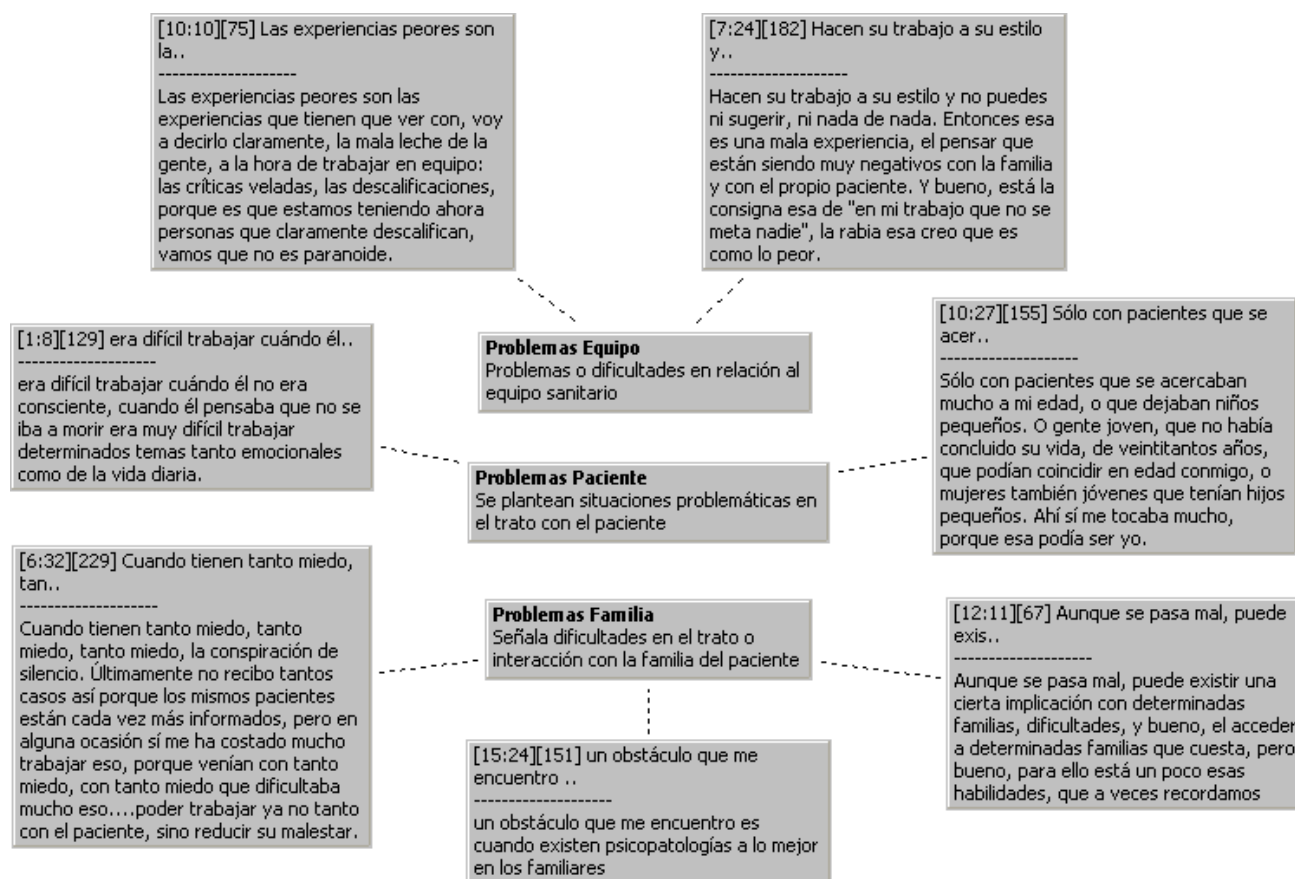 [10:10][75] Las experiencias peores son
la..
--------------------
Las experiencias peores son las
experiencias que tienen que ver con, voy
a decirlo claramente, la mala leche de la
gente, a la hora de trabajar en equipo:
las críticas veladas, las descalificaciones,
porque es que estamos teniendo ahora
personas que claramente descalifican,
vamos que no es paranoide.
[7:24][182] Hacen su trabajo a su estilo
y..
--------------------
Hacen su trabajo a su estilo y no puedes
ni sugerir, ni nada de nada. Entonces esa
es una mala experiencia, el pensar que
están siendo muy negativos con la familia
y con el propio paciente. Y bueno, está la
consigna esa de "en mi trabajo que no se
meta nadie", la rabia esa creo que es
como lo peor.
Problemas Equipo
Problemas o dificultades en relación al
equipo sanitario
[1:8][129] era difícil trabajar cuándo él..
--------------------
era difícil trabajar cuándo él no era
consciente, cuando él pensaba que no se
iba a morir era muy difícil trabajar
determinados temas tanto emocionales
como de la vida diaria.
Problemas Paciente
Se plantean situaciones problemáticas en
el trato con el paciente
[10:27][155] Sólo con pacientes que se
acer..
--------------------
Sólo con pacientes que se acercaban
mucho a mi edad, o que dejaban niños
pequeños. O gente joven, que no había
concluido su vida, de veintitantos años,
que podían coincidir en edad conmigo, o
mujeres también jóvenes que tenían hijos
pequeños. Ahí sí me tocaba mucho,
porque esa podía ser yo.
[6:32][229] Cuando tienen tanto miedo,
tan..
--------------------
Cuando tienen tanto miedo, tanto
miedo, tanto miedo, la conspiración de
silencio. Últimamente no recibo tantos
casos así porque los mismos pacientes
están cada vez más informados, pero en
alguna ocasión sí me ha costado mucho
trabajar eso, porque venían con tanto
miedo, con tanto miedo que dificultaba
mucho eso....poder trabajar ya no tanto
con el paciente, sino reducir su malestar.
Problemas Familia
Señala dificultades en el trato o
interacción con la familia del paciente
[15:24][151] un obstáculo que me
encuentro ..
--------------------
un obstáculo que me encuentro es
cuando existen psicopatologías a lo mejor
en los familiares
[12:11][67] Aunque se pasa mal, puede
exis..
--------------------
Aunque se pasa mal, puede existir una
cierta implicación con determinadas
familias, dificultades, y bueno, el acceder
a determinadas familias que cuesta, pero
bueno, para ello está un poco esas
habilidades, que a veces recordamos